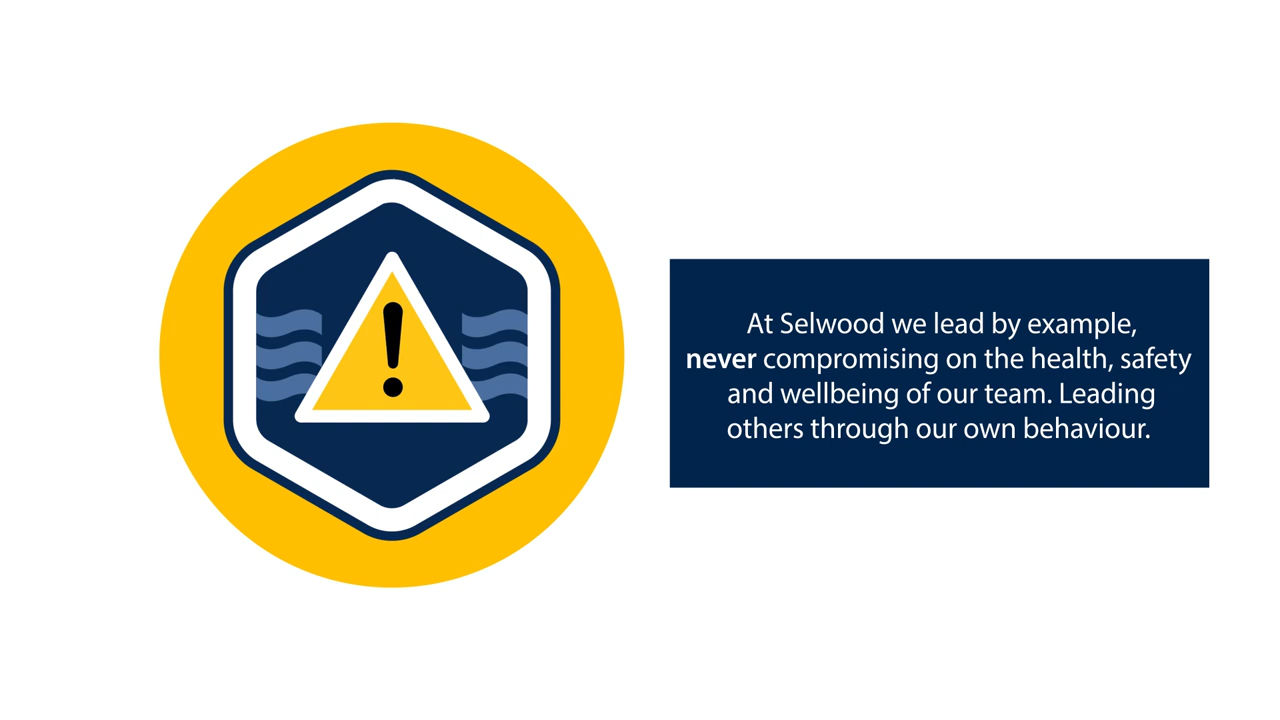 At Selwood we lead by example,
never compromising on the health, safety
and wellbeing of our team. Leading
others through our own behaviour.